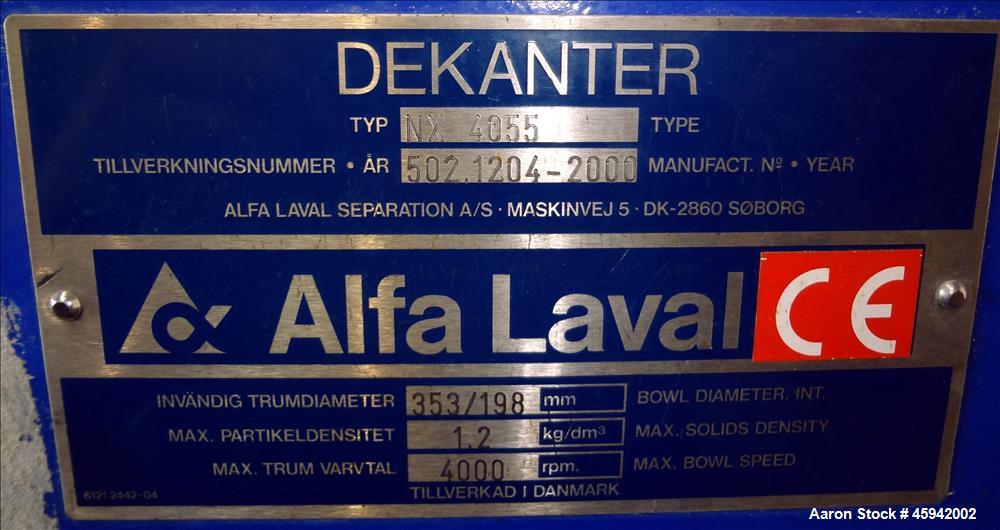 DEKANTER
TYP NX 4055 TYPE
TILLVERKNINGSNUMMER • ÅR 502.1204-2000 MANUFACT. Nº • YEAR
ALFA LAVAL SEPARATION A/S · MASKINVEJ 5 · DK-2860 SØBORG
Alfa Laval CE
INVÄNDIG TRUMDIAMETER 353/198 mm BOWL DIAMETER, INT.
MAX. PARTIKELDENSITET 1.2 kg/dm³ MAX. SOLIDS DENSITY
MAX. TRUM VARVTAL 4000 rpm. MAX. BOWL SPEED
6121.2442-04 TILLVERKAD I DANMARK
Aaron Stock # 45942002